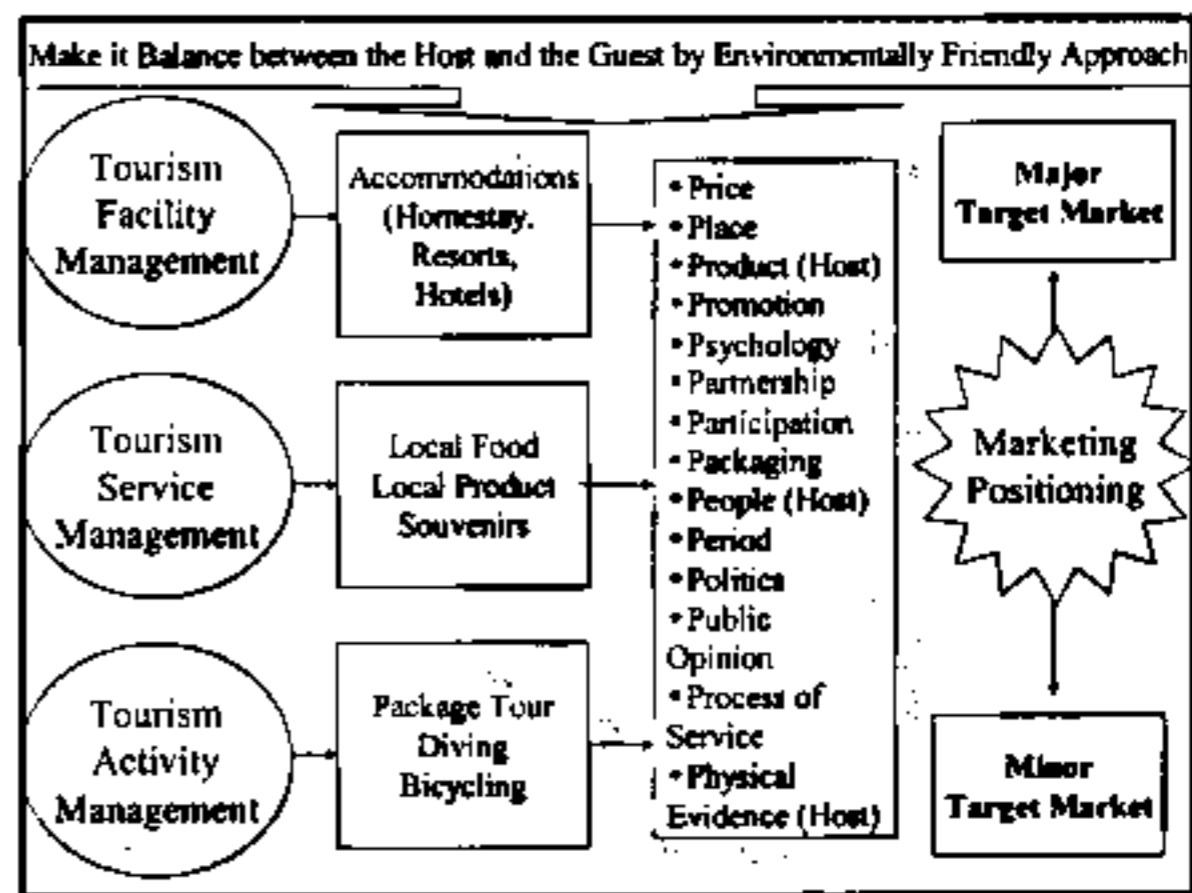 Make it Balance between the Host and the Guest by Environmentally Friendly Approach
Tourism
Facility
Management
Accommodations
(Homestay.
Resorts,
Hotels)
Tourism
Service
Management
Local Food
Local Product
Souvenirs
Tourism
Activity
Management
Package Tour
Diving
Bicycling
• Price
• Place
• Product (Host)
• Promotion
• Psychology
• Partnership
• Participation
• Packaging
• People (Host)
• Period
• Politics
• Public
Opinion
• Process of
Service
• Physical
Evidence (Host)
Major
Target Market
Marketing
Positioning
Minor
Target Market